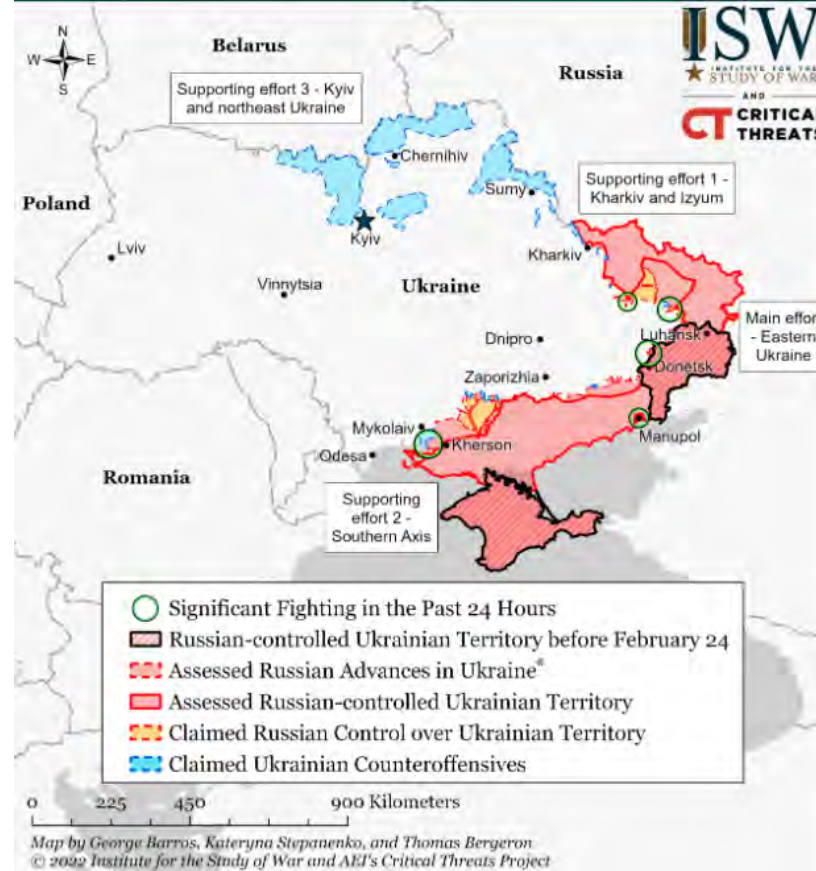 N
W E
S
Belarus
Supporting effort 3 - Kyiv
and northeast Ukraine
Russia
ISW
INSTITUTE FOR THE
STUDY OF WAR
AND
CT CRITICAL
THREATS
Chernihiv
Sumy
Supporting effort 1 -
Kharkiv and Izyum
Poland
Lviv
Kyiv
Kharkiv
Vinnytsia
Ukraine
Main effort
- Eastern
Ukraine
Dnipro
Luhansk
Donetsk
Zaporizhia
Mykolaiv
Kherson
Mariupol
Odesa
Romania
Supporting
effort 2 -
Southern Axis
Significant Fighting in the Past 24 Hours
Russian-controlled Ukrainian Territory before February 24
Assessed Russian Advances in Ukraine*
Assessed Russian-controlled Ukrainian Territory
Claimed Russian Control over Ukrainian Territory
Claimed Ukrainian Counteroffensives
0 225 450 900 Kilometers
Map by George Barros, Kateryna Stepanenko, and Thomas Bergeron
© 2022 Institute for the Study of War and AEI's Critical Threats Project